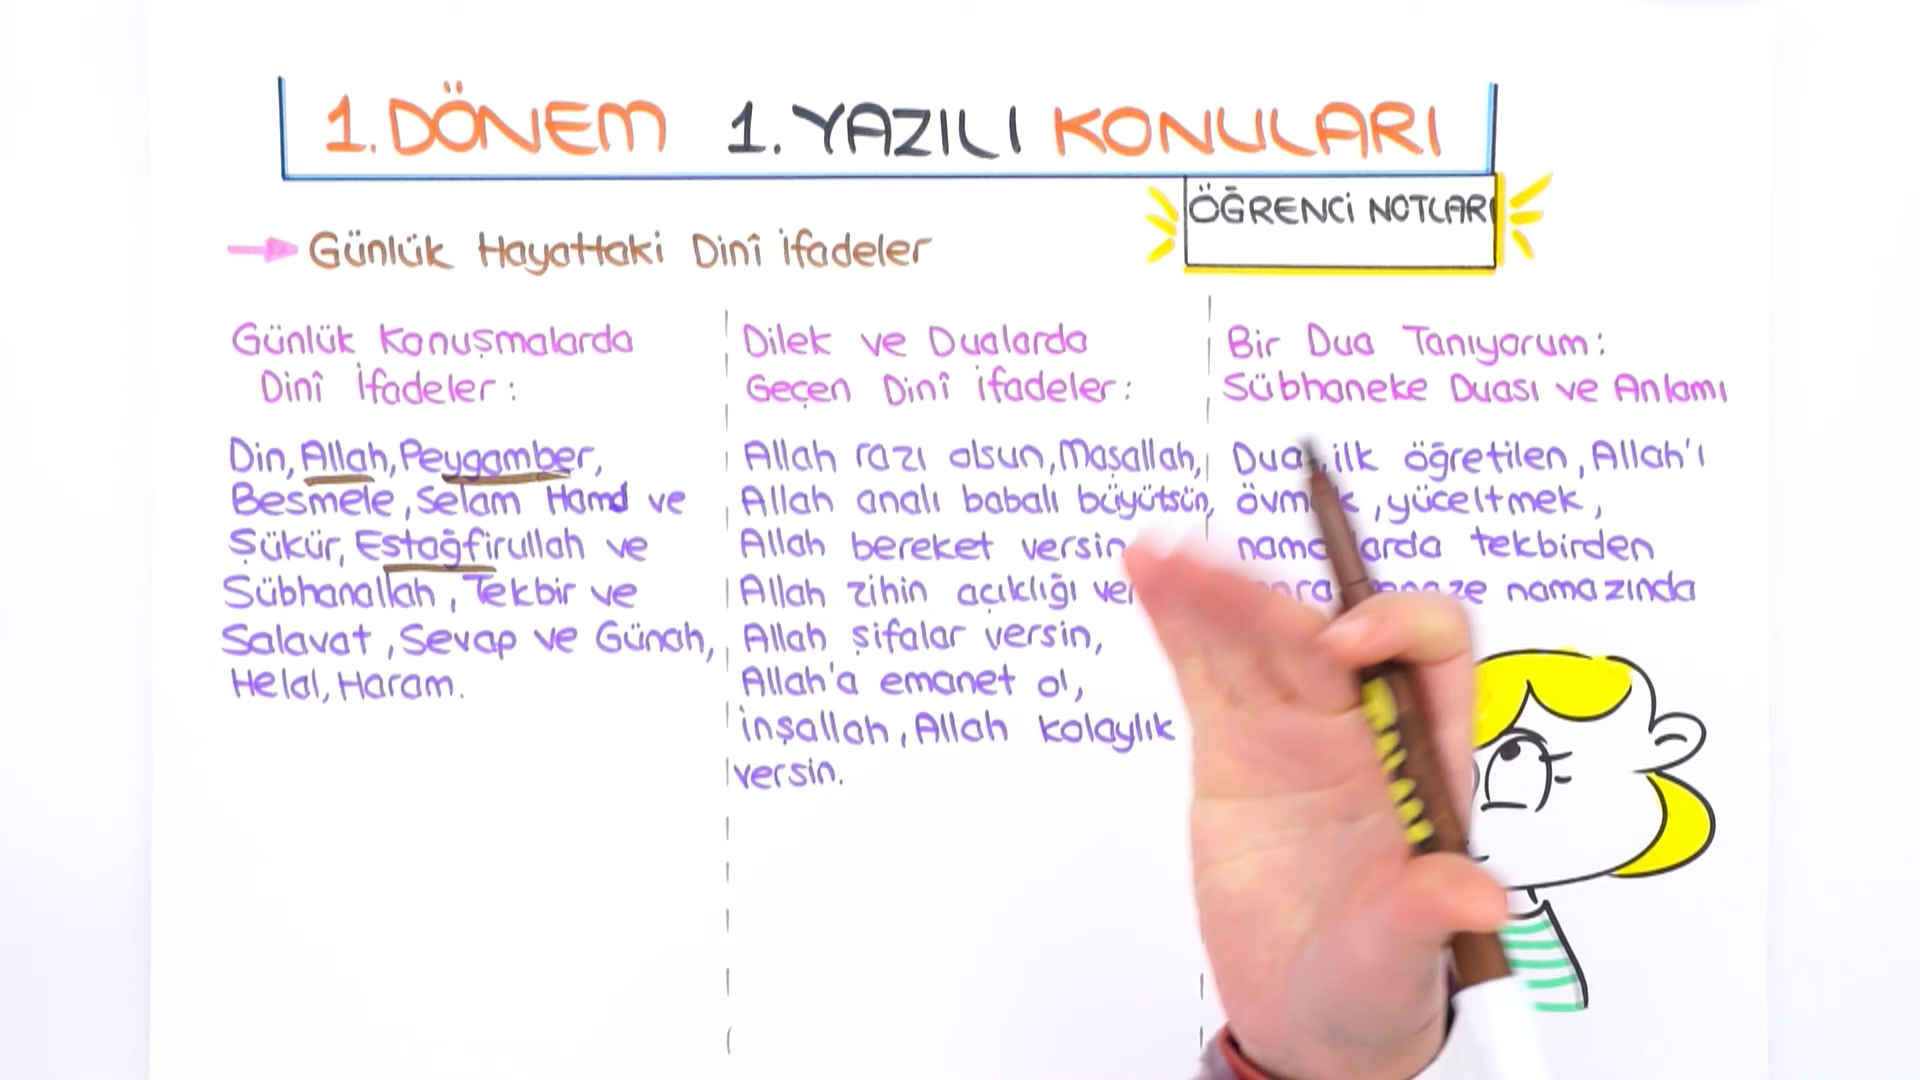 1. DÖNEM 1. YAZILI KONULARI
ÖĞRENCİ NOTLARI
Günlük Hayattaki Dinî İfadeler
Günlük Konuşmalarda
Dinî İfadeler:
Din, Allah, Peygamber,
Besmele, Selam Hamd ve
Şükür, Estağfirullah ve
Sübhanallah, Tekbir ve
Salavat, Sevap ve Günah,
Helal, Haram.
Dilek ve Dualarda
Geçen Dinî İfadeler:
Allah razı olsun, Maşallah,
Allah analı babalı büyütsün,
Allah bereket versin
Allah zihin açıklığı
Allah şifalar versin,
Allah'a emanet ol,
inşallah, Allah kolaylık
versin.
Bir Dua Tanıyorum:
Sübhaneke Duası ve Anlamı
Dua, ilk öğretilen, Allah'ı
övmek, yüceltmek,
tekbirden
namazında